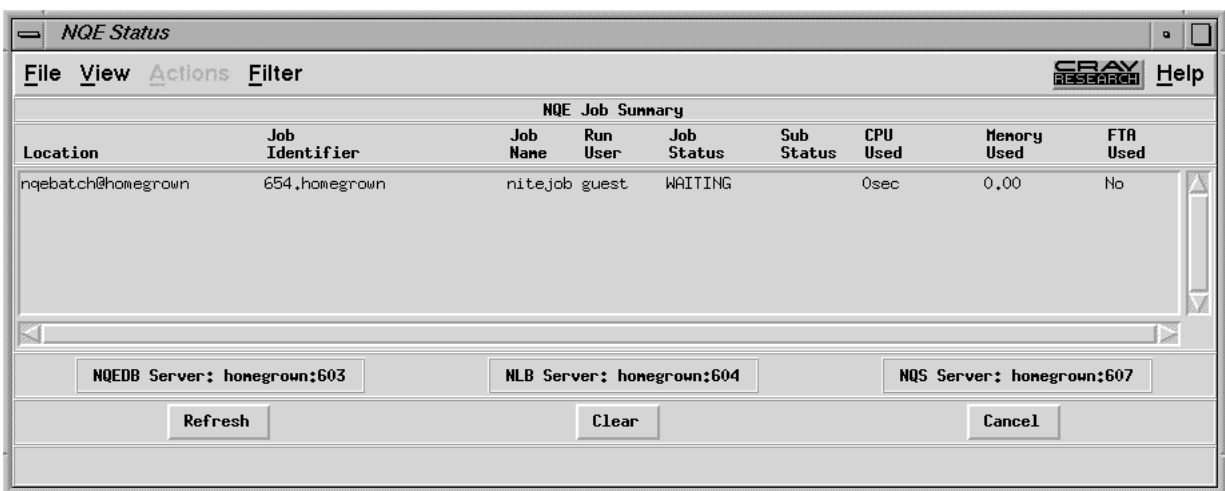 NQE Status
File View Actions Filter CRAY RESEARCH Help
NQE Job Summary
Job Job Run Job Sub CPU Memory FTA
Location Identifier Name User Status Status Used Used Used
nqebatch@homegrown 654.homegrown nitejob guest WAITING 0sec 0.00 No
NQEDB Server: homegrown:603 NLB Server: homegrown:604 NQS Server: homegrown:607
Refresh Clear Cancel